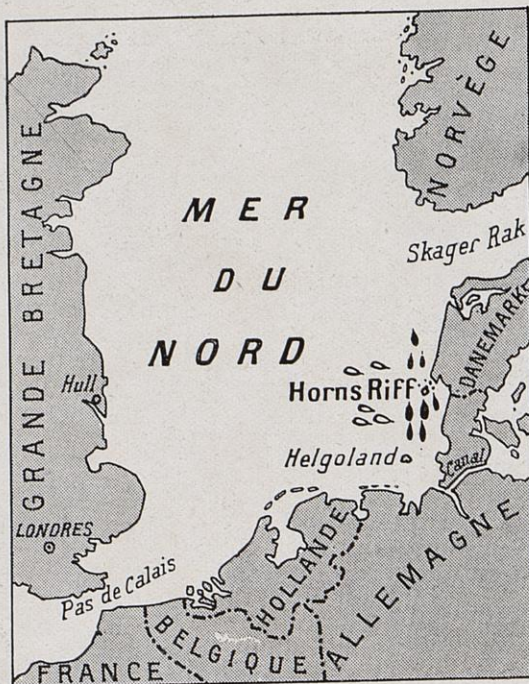 NORVÈGE
GRANDE BRETAGNE
MER
DU
NORD
Skager Rak
DANEMARK
Horns Riff
Hull
Helgoland
Canal
LONDRES
HOLLANDE
ALLEMAGNE
Pas de Calais
BELGIQUE
FRANCE